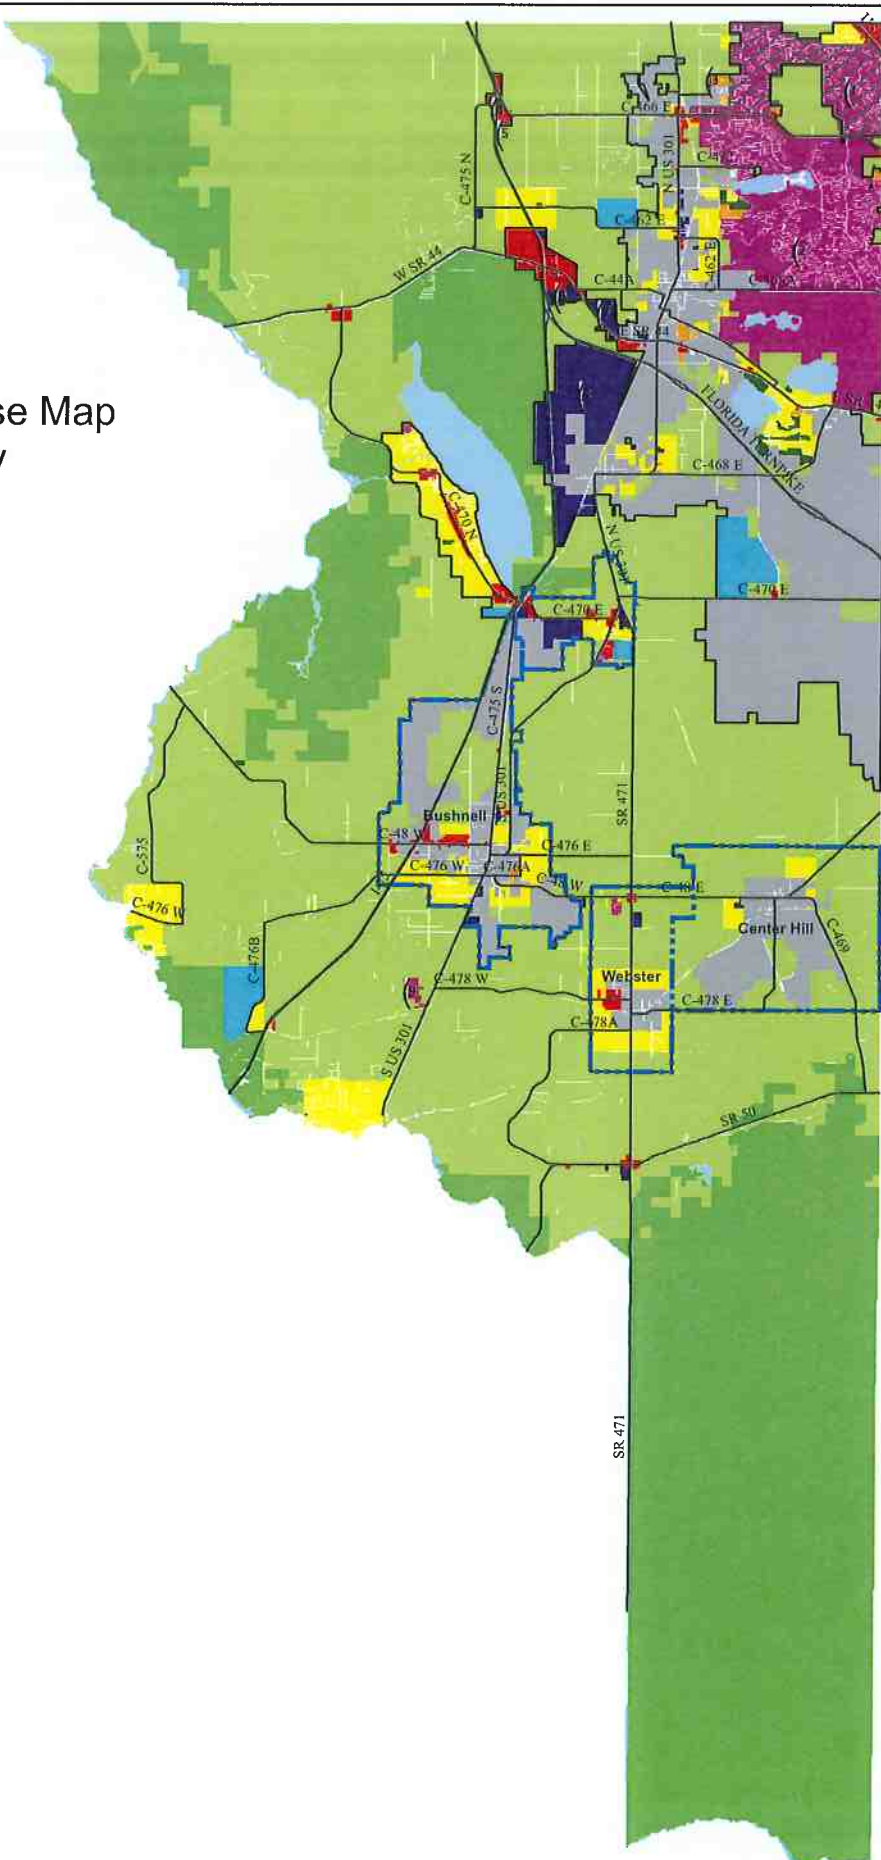 C-466 E
C-475 N
N US 301
C-462 E
C-462 E
W SR 44
C-44A
E SR 44
se Map
y
FLORIDA TURNPIKE
C-468 E
C-470 N
N US 301
C-470 E
C-470 E
C-475 S
SR 471
Bushnell
C-48 W
C-476 E
C-575
C-476 W
C-476A
C-48 W
C-48 E
C-476 W
Center Hill
C-469
C-476B
C-478 W
Webster
C-478 E
C-478A
S US 301
SR 50
SR 471